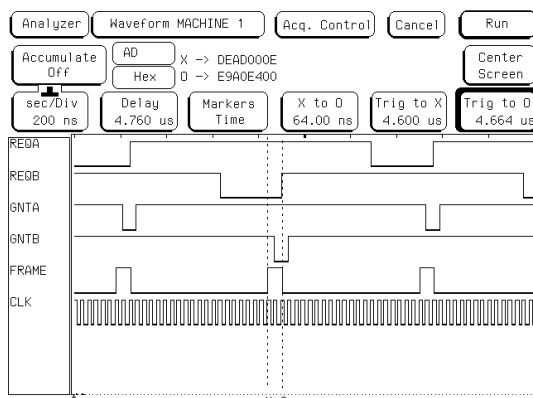 Analyzer Waveform MACHINE 1 Acq. Control Cancel Run
Accumulate Off
AD X -> DEAD000E
Hex O -> E9A0E400
Center Screen
sec/Div 200 ns
Delay 4.760 us
Markers Time
X to O 64.00 ns
Trig to X 4.600 us
Trig to O 4.664 us
REQA
REQB
GNTA
GNTB
FRAME
CLK